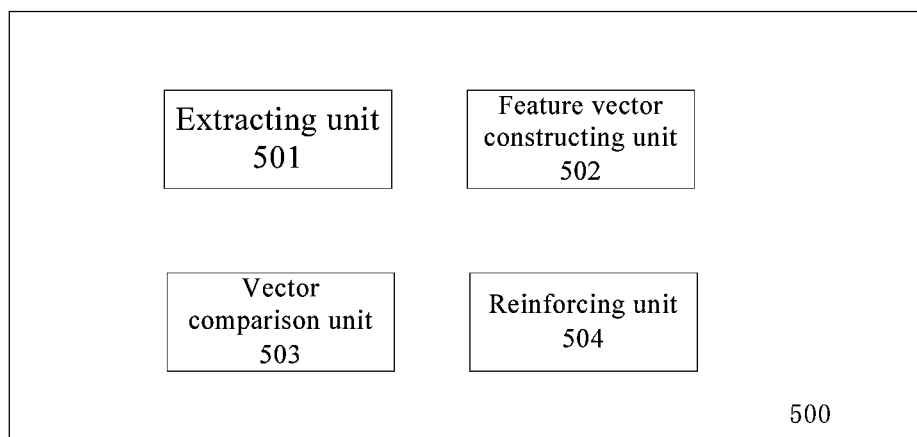 Extracting unit
501
Feature vector
constructing unit
502
Vector
comparison unit
503
Reinforcing unit
504
500